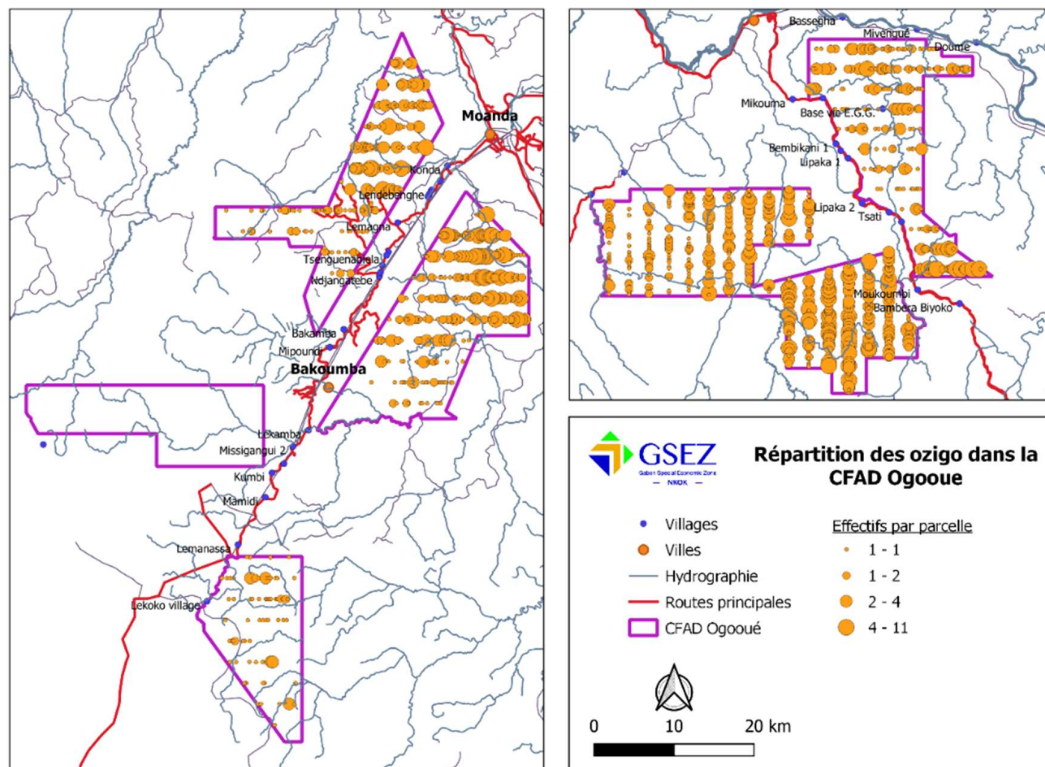 Moanda
Konda
Lendebenghe
Lemagna
Tsenguenabiela
Ndjangatebe
Bakamba
Mipoundi
Bakoumba
Lekamba
Missigangui 2
Kumbi
Mamidi
Lemanassa
Lekoko village
Bassegha
Mivengue
Doume
Mikouma
Base vie E.G.G.
Bembikani 1
Lipaka 1
Lipaka 2
Tsati
Moukoumbi
Bambera Biyoko
GSEZ
Gabon Special Economic Zone
— NKOK —
Répartition des ozigo dans la
CFAD Ogooue
Villages
Villes
Hydrographie
Routes principales
CFAD Ogooué
Effectifs par parcelle
1 - 1
1 - 2
2 - 4
4 - 11
0 10 20 km